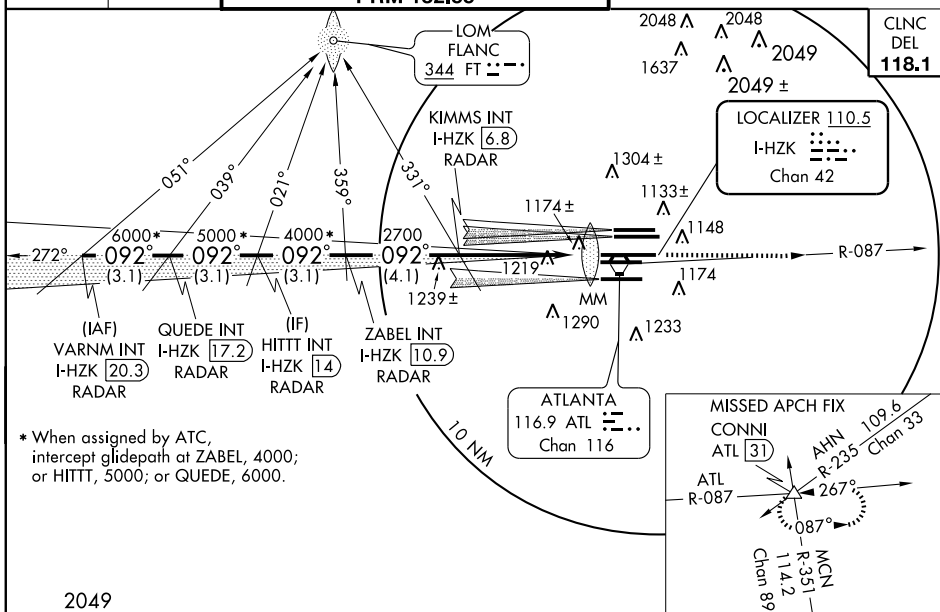 LOM
FLANC
344 FT
2048
2048
2049
1637
2049 ±
CLNC
DEL
118.1
KIMMS INT
I-HZK 6.8
RADAR
LOCALIZER 110.5
I-HZK
Chan 42
051°
039°
021°
359°
331°
1304 ±
1133 ±
1174 ±
1148
272°
6000*
5000*
4000*
2700
092°
092°
092°
092°
(3.1)
(3.1)
(3.1)
(4.1)
R-087
1219
1239 ±
1174
MM
1290
1233
(IAF)
VARNM INT
I-HZK 20.3
RADAR
QUEDE INT
I-HZK 17.2
RADAR
(IF)
HITTT INT
I-HZK 14
RADAR
ZABEL INT
I-HZK 10.9
RADAR
ATLANTA
116.9 ATL
Chan 116
10 NM
* When assigned by ATC,
intercept glidepath at ZABEL, 4000;
or HITTT, 5000; or QUEDE, 6000.
MISSED APCH FIX
CONNI
ATL 31
AHN 109.6
R-235 Chan 33
ATL
R-087
267°
087°
MCN
R-351
114.2
Chan 89
2049